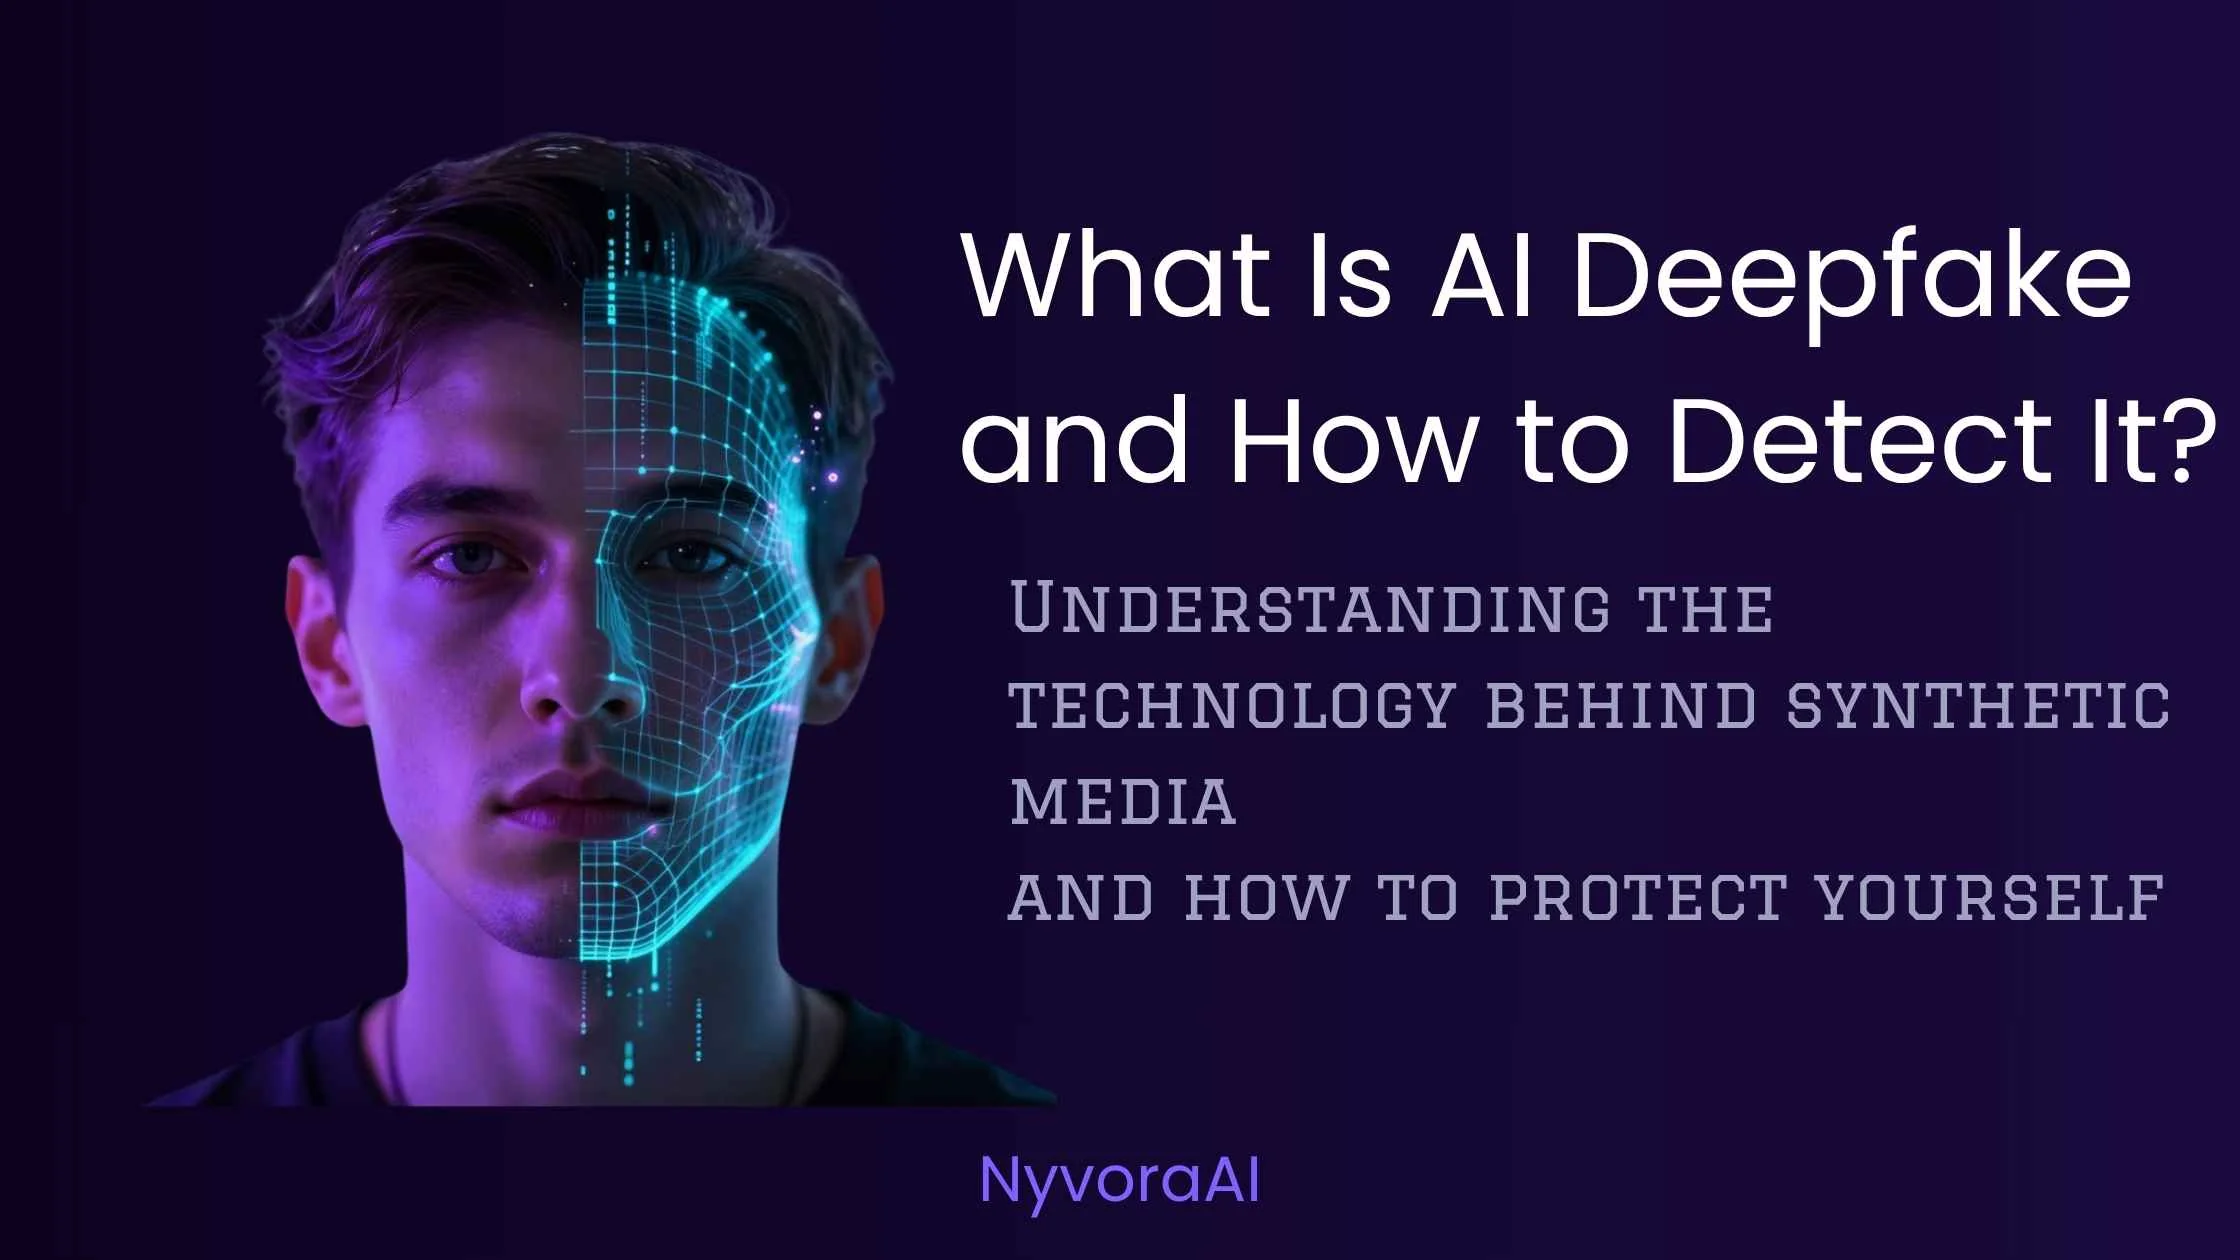 What Is AI Deepfake
and How to Detect It?
Understanding the
technology behind synthetic
media
and how to protect yourself
NyvoraAI